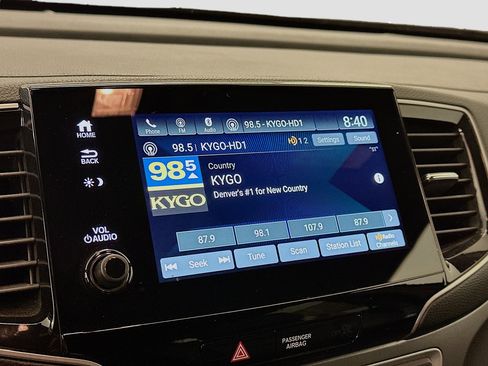 HOME
BACK
VOL
AUDIO
Phone FM Audio 98.5 - KYGO-HD1 8:40
98.5 | KYGO-HD1 HD 1 2 Settings Sound
98.5
KYGO
Country
KYGO
Denver's #1 for New Country
87.9 98.1 107.9 87.9
Seek Tune Scan Station List HD Radio Channels
PASSENGER
AIRBAG